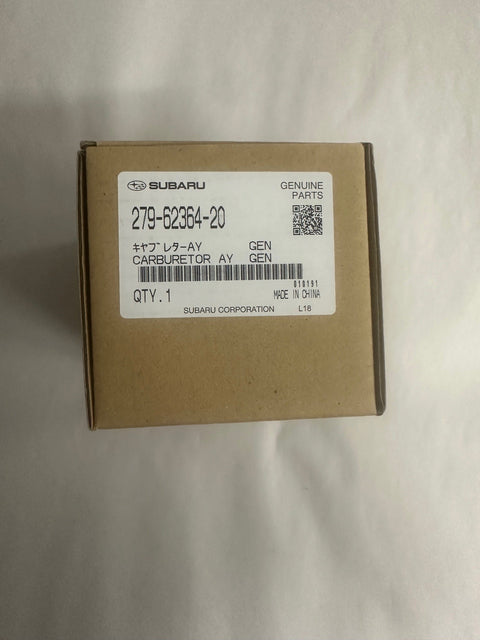 SUBARU
GENUINE
PARTS
279-62364-20
キャブレターAY GEN
CARBURETOR AY GEN
010191
QTY.1
MADE IN CHINA
SUBARU CORPORATION L18